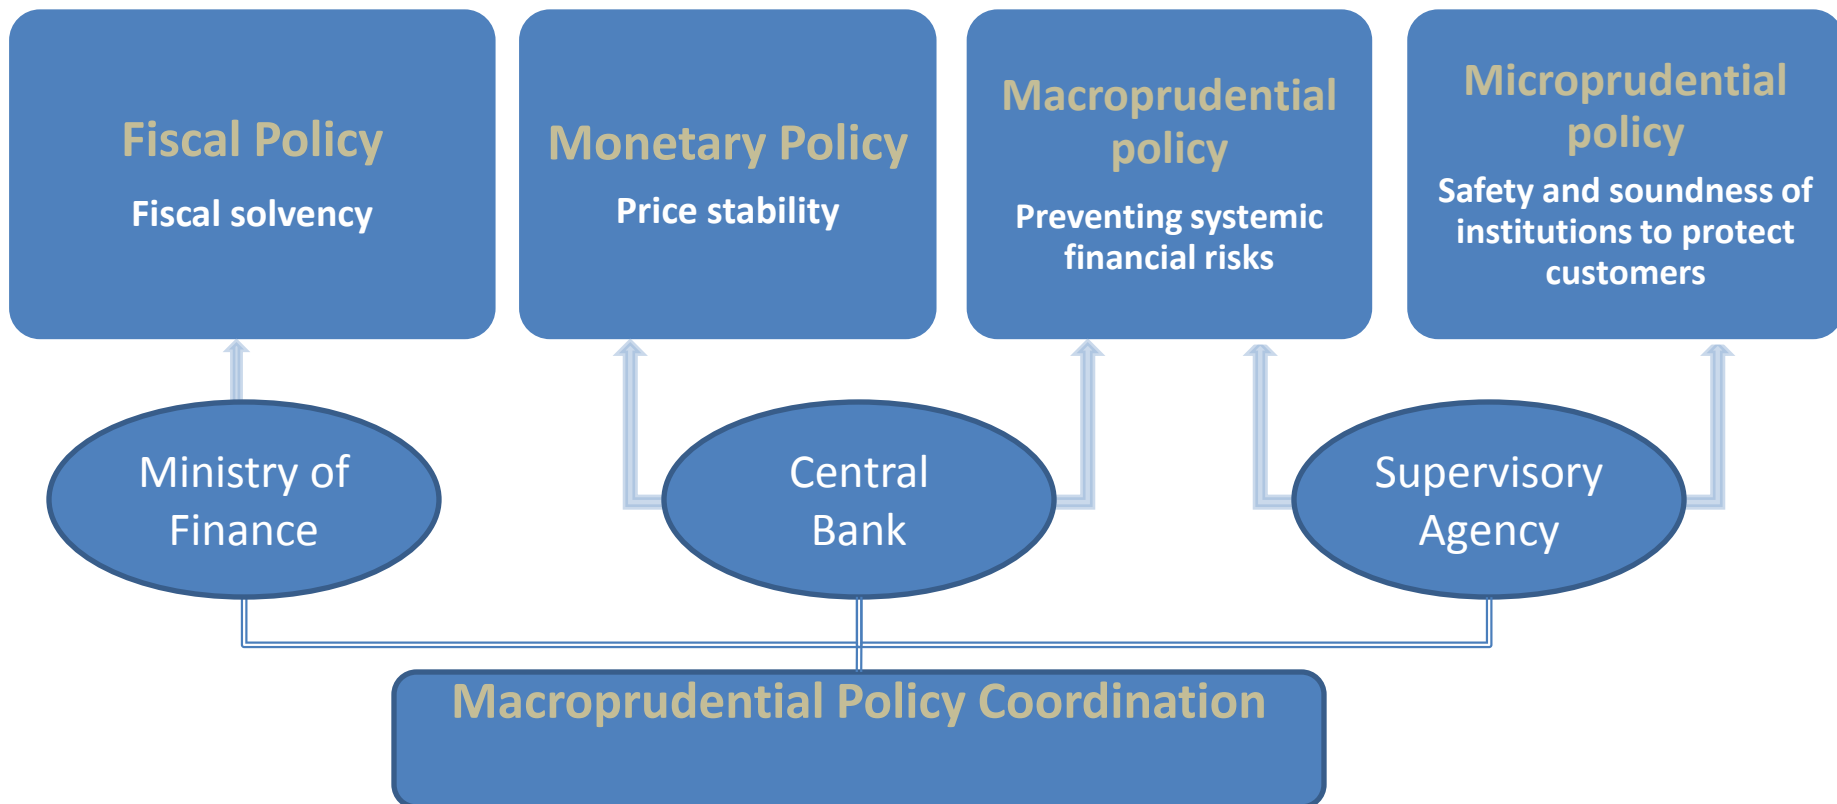 Fiscal Policy
Fiscal solvency
Monetary Policy
Price stability
Macroprudential
policy
Preventing systemic
financial risks
Microprudential
policy
Safety and soundness of
institutions to protect
customers
Ministry of
Finance
Central
Bank
Supervisory
Agency
Macroprudential Policy Coordination